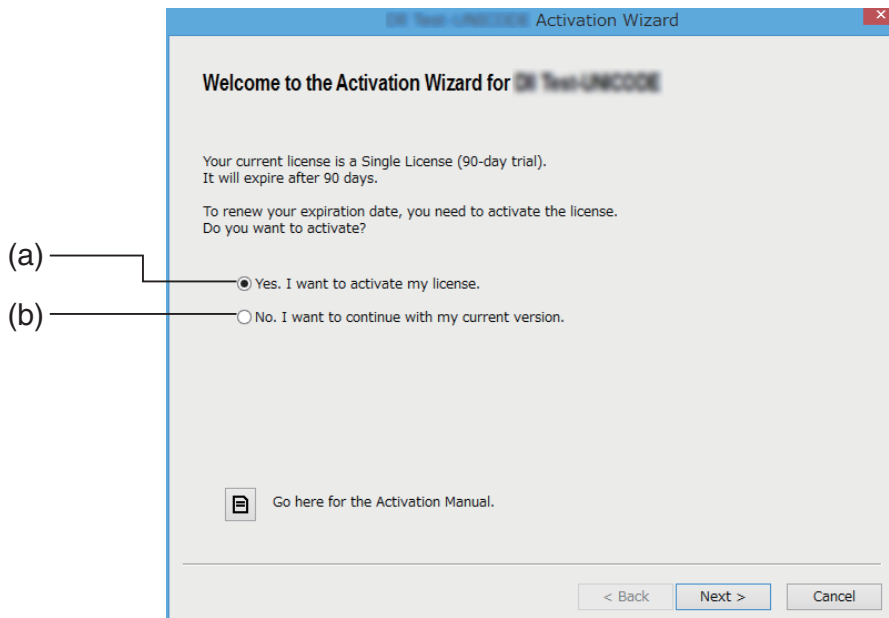 Activation Wizard
Welcome to the Activation Wizard for
Your current license is a Single License (90-day trial).
It will expire after 90 days.
To renew your expiration date, you need to activate the license.
Do you want to activate?
(a)
Yes. I want to activate my license.
(b)
No. I want to continue with my current version.
Go here for the Activation Manual.
< Back
Next >
Cancel